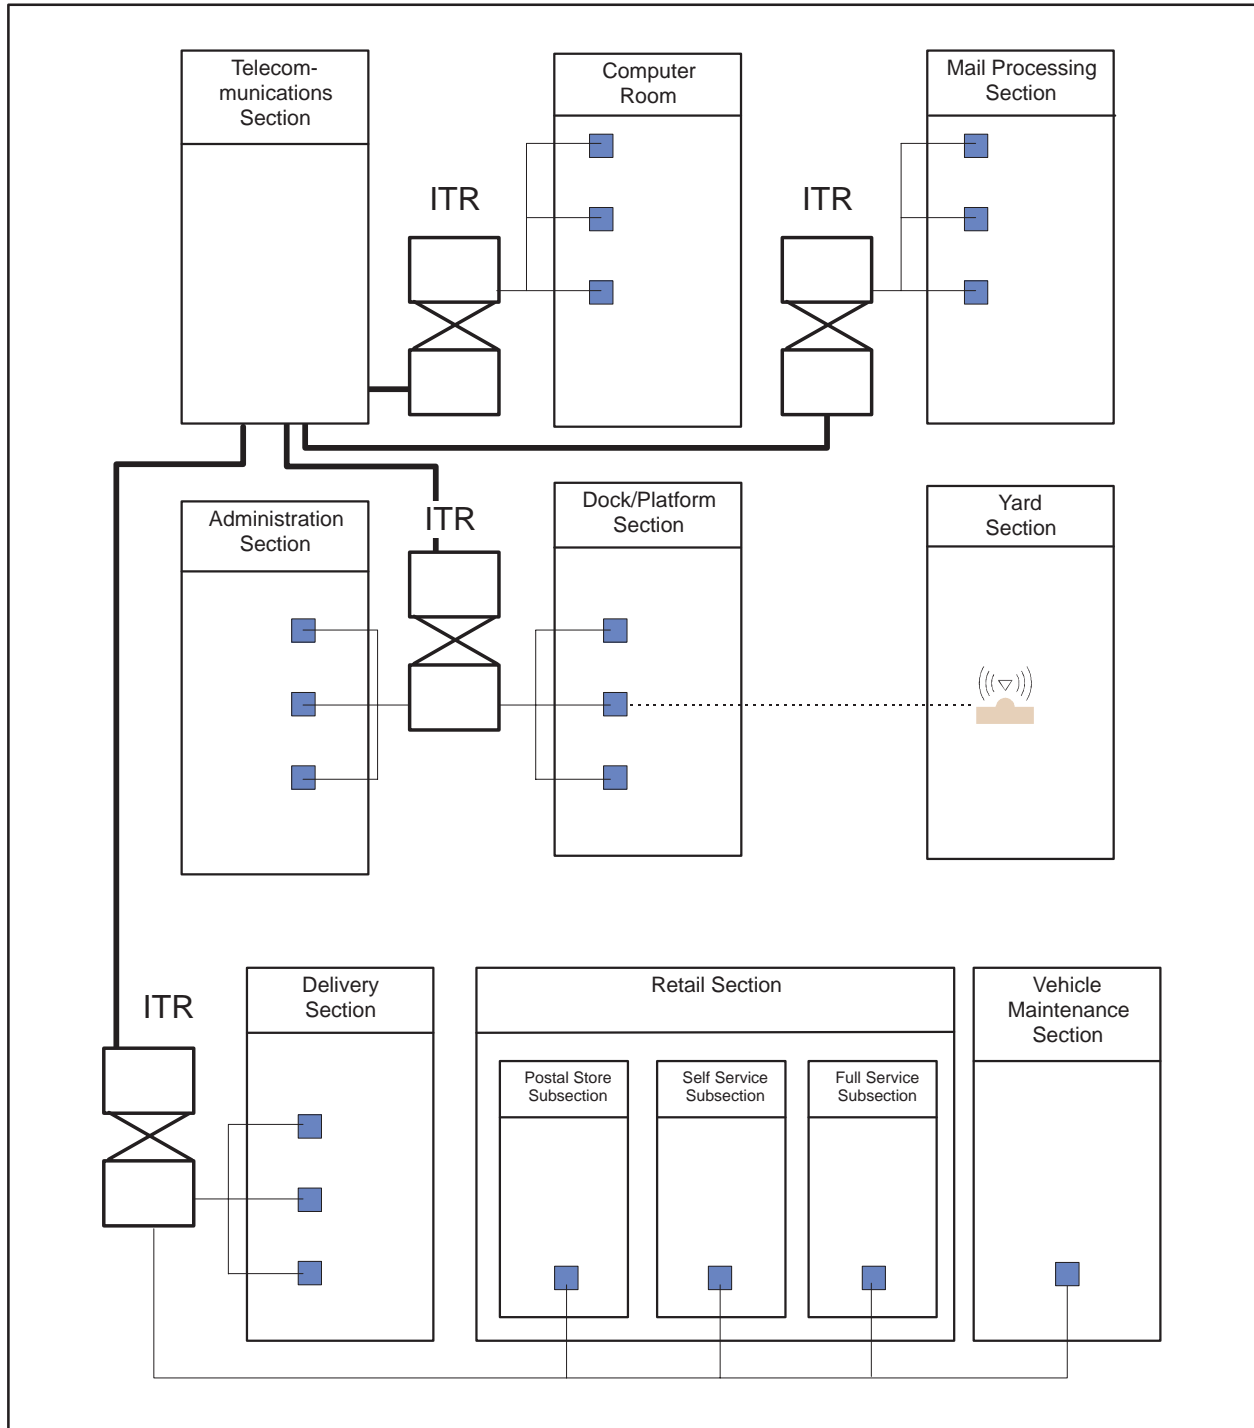 Telecom-
munications
Section
Computer
Room
Mail Processing
Section
ITR
ITR
Administration
Section
ITR
Dock/Platform
Section
Yard
Section
ITR
Delivery
Section
Retail Section
Vehicle
Maintenance
Section
Postal Store
Subsection
Self Service
Subsection
Full Service
Subsection